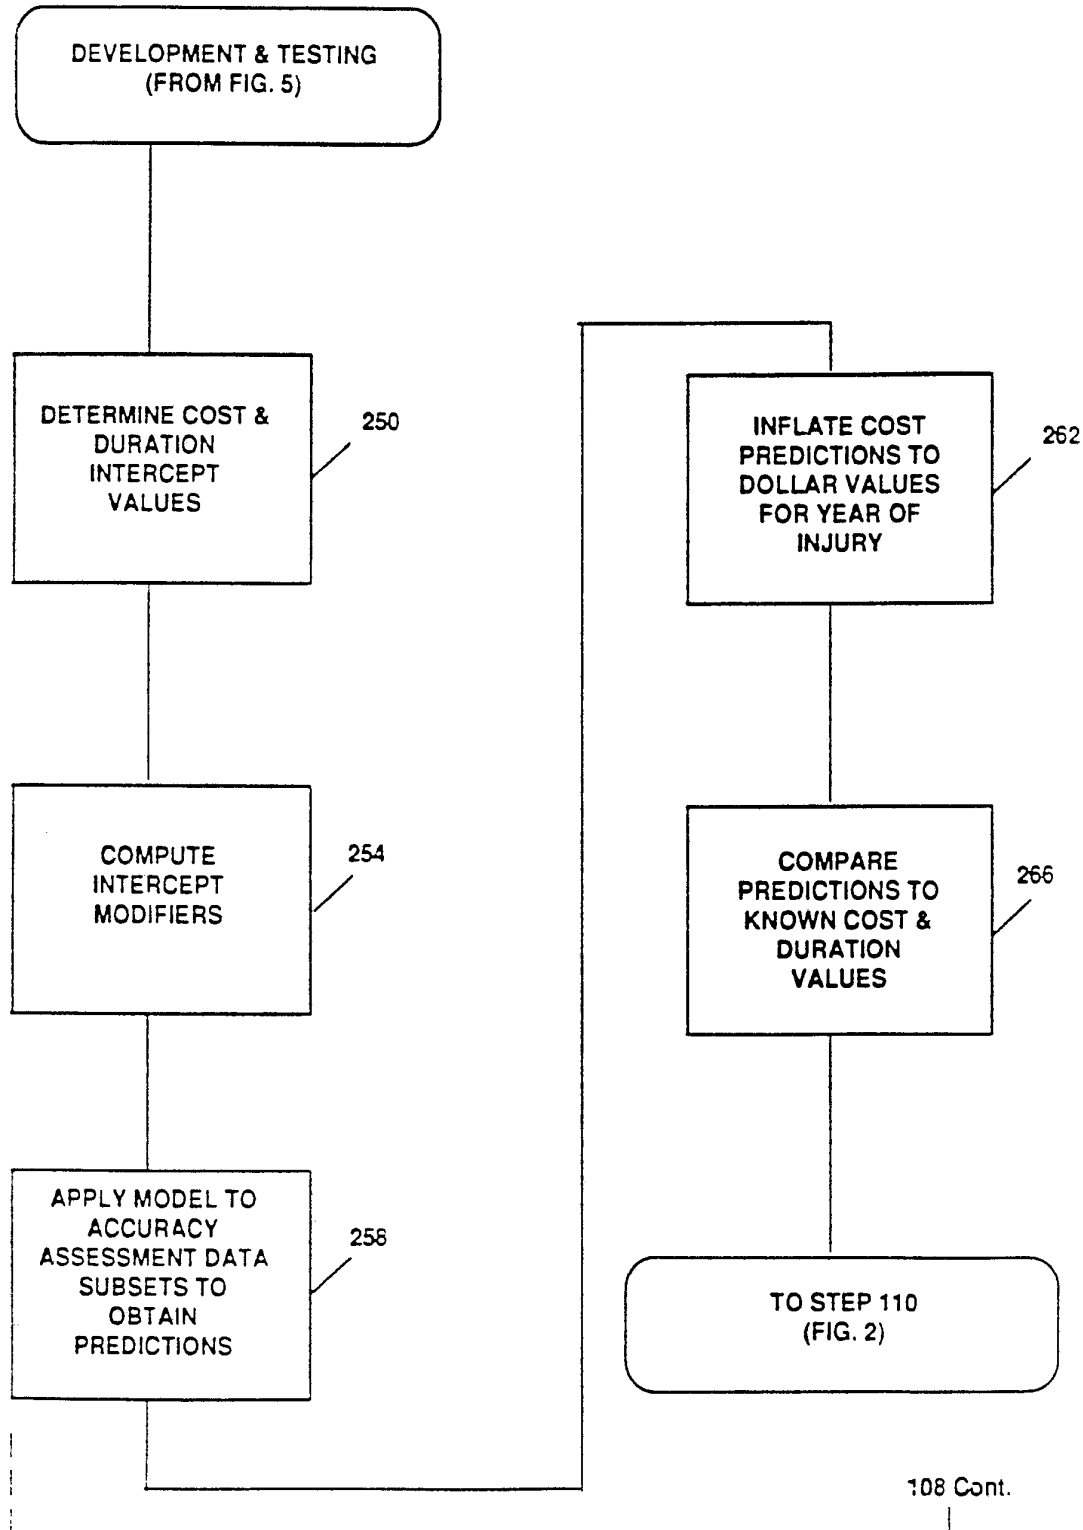 DEVELOPMENT & TESTING
(FROM FIG. 5)
DETERMINE COST &
DURATION
INTERCEPT
VALUES
250
COMPUTE
INTERCEPT
MODIFIERS
254
APPLY MODEL TO
ACCURACY
ASSESSMENT DATA
SUBSETS TO
OBTAIN
PREDICTIONS
258
INFLATE COST
PREDICTIONS TO
DOLLAR VALUES
FOR YEAR OF
INJURY
262
COMPARE
PREDICTIONS TO
KNOWN COST &
DURATION
VALUES
266
TO STEP 110
(FIG. 2)
108 Cont.